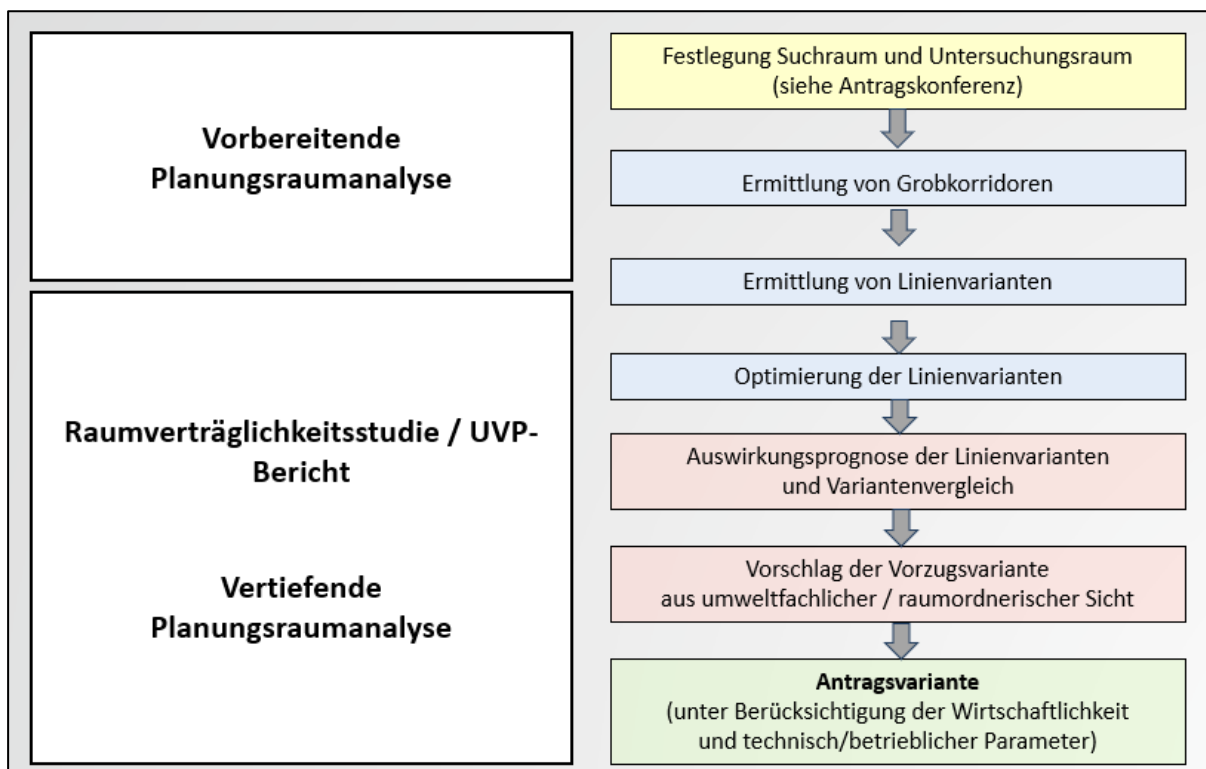 Vorbereitende
Planungsraumanalyse
Raumverträglichkeitsstudie / UVP-
Bericht
Vertiefende
Planungsraumanalyse
Festlegung Suchraum und Untersuchungsraum
(siehe Antragskonferenz)
Ermittlung von Grobkorridoren
Ermittlung von Linienvarianten
Optimierung der Linienvarianten
Auswirkungsprognose der Linienvarianten
und Variantenvergleich
Vorschlag der Vorzugsvariante
aus umweltfachlicher / raumordnerischer Sicht
Antragsvariante
(unter Berücksichtigung der Wirtschaftlichkeit
und technisch/betrieblicher Parameter)